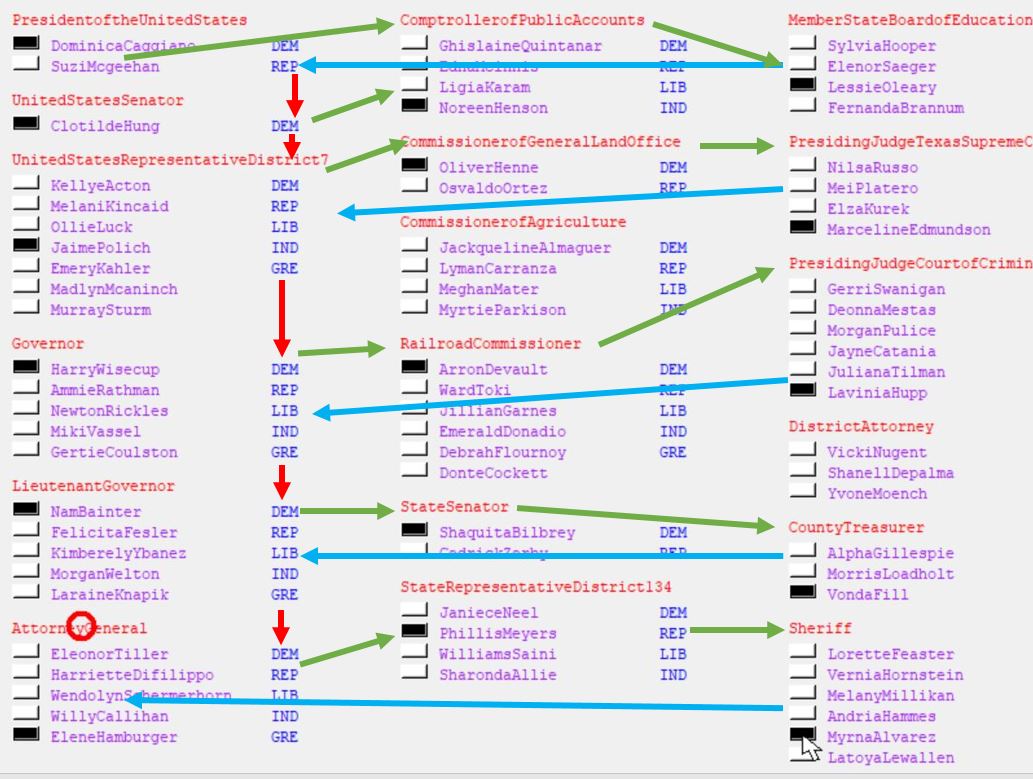 PresidentoftheUnitedStates
DominicaCaggiano DEM
SuziMcgeehan REP
UnitedStatesSenator
ClotildeHung DEM
UnitedStatesRepresentativeDistrict7
KellyeActon DEM
MelaniKincaid REP
OllieLuck LIB
JaimePolich IND
EmeryKahler GRE
MadlynMcaninch
MurraySturm
Governor
HarryWisecup DEM
AmmieRathman REP
NewtonRickles LIB
MikiVassel IND
GertieCoulston GRE
LieutenantGovernor
NamBainter DEM
FelicitaFesler REP
KimberelyYbanez LIB
MorganWelton IND
LaraineKnapik GRE
AttorneyGeneral
EleonorTiller DEM
HarrietteDifilippo REP
WendolynSchermerhorn LIB
WillyCallihan IND
EleneHamburger GRE
ComptrollerofPublicAccounts
GhislaineQuintanar DEM
EdnaMcinnis REP
LigiaKaram LIB
NoreenHenson IND
CommissionerofGeneralLandOffice
OliverHenne DEM
OsvaldoOrtez REP
CommissionerofAgriculture
JackquelineAlmaguer DEM
LymanCarranza REP
MeghanMater LIB
MyrtieParkison IND
RailroadCommissioner
ArronDevault DEM
WardToki REP
JillianGarnes LIB
EmeraldDonadio IND
DebrahFlournoy GRE
DonteCockett
StateSenator
ShaquitaBilbrey DEM
CedrickZerby REP
StateRepresentativeDistrict134
JanieceNeel DEM
PhillisMeyers REP
WilliamsSaini LIB
SharondaAllie IND
MemberStateBoardofEducation
SylviaHooper
ElenorSaeger
LessieOleary
FernandaBrannum
PresidingJudgeTexasSupremeC
NilsaRusso
MeiPlatero
ElzaKurek
MarcelineEdmundson
PresidingJudgeCourtofCrimin
GerriSwanigan
DeonnaMestas
MorganPulice
JayneCatania
JulianaTilman
LaviniaHupp
DistrictAttorney
VickiNugent
ShanellDepalma
YvoneMoench
CountyTreasurer
AlphaGillespie
MorrisLoadholt
VondaFill
Sheriff
LoretteFeaster
VerniaHornstein
MelanyMillikan
AndriaHammes
MyrnaAlvarez
LatoyaLewallen